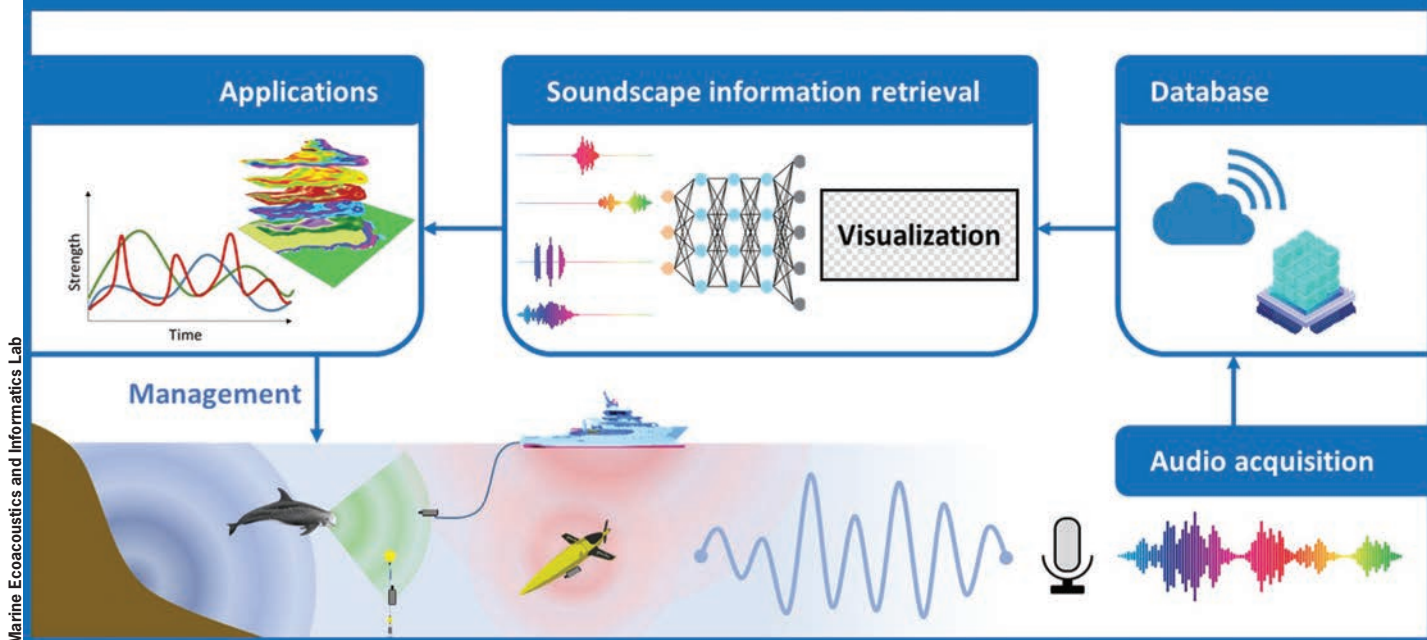 Applications
Soundscape information retrieval
Database
Strength
Time
Visualization
Management
Audio acquisition
Marine Ecoacoustics and Informatics Lab